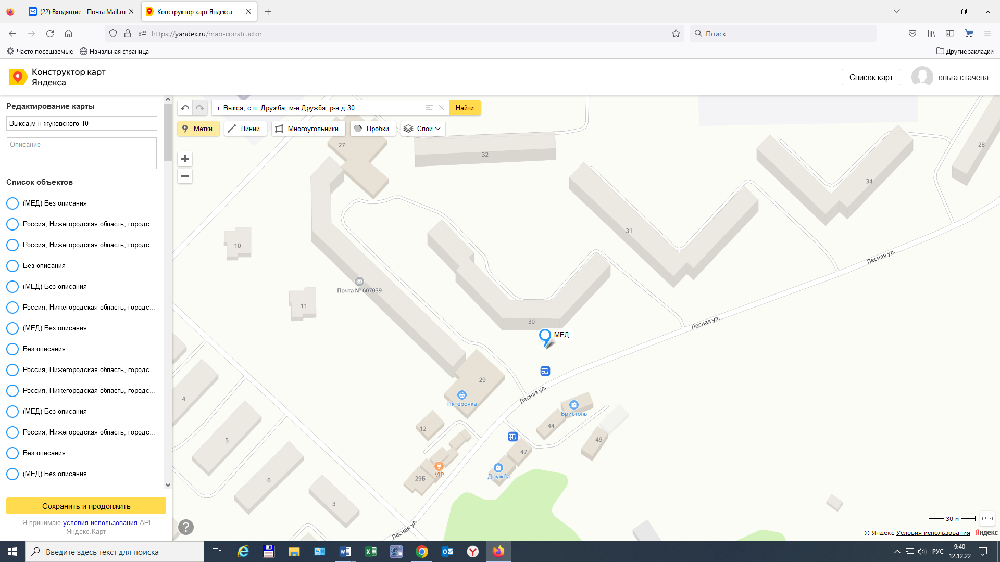 (22) Входящие - Почта Mail.ru
Конструктор карт Яндекса
https://yandex.ru/map-constructor
Поиск
Часто посещаемые
Начальная страница
Другие закладки
Конструктор карт
Яндекса
Список карт
ольга стачева
Редактирование карты
Выкса,м-н жуковского 10
Описание
Список объектов
(МЕД) Без описания
Россия, Нижегородская область, городс...
Россия, Нижегородская область, городс...
Без описания
(МЕД) Без описания
Россия, Нижегородская область, городс...
(МЕД) Без описания
Без описания
Россия, Нижегородская область, городс...
Россия, Нижегородская область, городс...
(МЕД) Без описания
Россия, Нижегородская область, городс...
Без описания
(МЕД) Без описания
Сохранить и продолжить
Я принимаю условия использования API
Яндекс.Карт
г. Выкса, с.п. Дружба, м-н Дружба, р-н д.30
Найти
Метки
Линии
Многоугольники
Пробки
Слои
27
32
28
34
31
10
Лесная ул.
Почта № 607039
11
30
Лесная ул.
МЕД
29
Лесная ул.
4
Пятёрочка
Бристоль
12
44
5
49
47
6
29Б
VIP
Дружба
3
Лесная ул.
?
30 м
© Яндекс Условия использования
Яндекс
Введите здесь текст для поиска
РУС
9:40
12.12.22